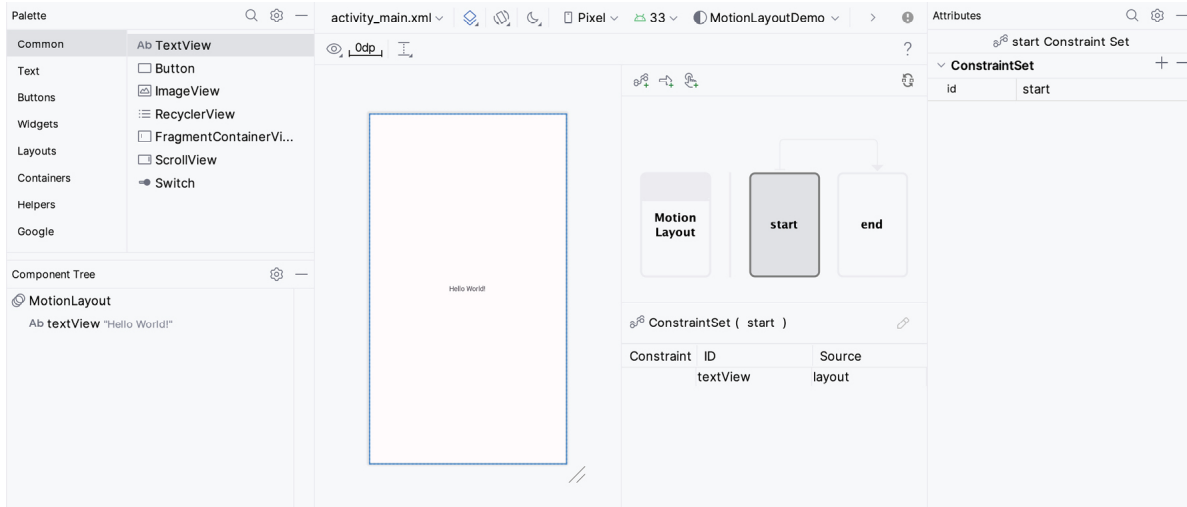 Palette
activity_main.xml
Pixel
33
MotionLayoutDemo
Attributes
Common
Text
Buttons
Widgets
Layouts
Containers
Helpers
Google
Ab TextView
Button
ImageView
RecyclerView
FragmentContainerVi...
ScrollView
Switch
0dp
?
start Constraint Set
ConstraintSet
id start
Component Tree
MotionLayout
Ab textView "Hello World!"
Hello World!
Motion
Layout
start
end
ConstraintSet ( start )
Constraint ID Source
textView layout